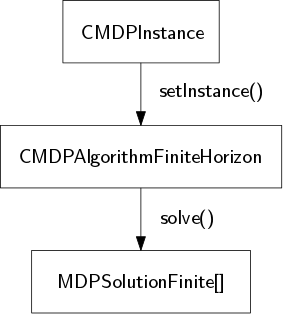 CMDPInstance
setInstance()
CMDPAlgorithmFiniteHorizon
solve()
MDPSolutionFinite[]